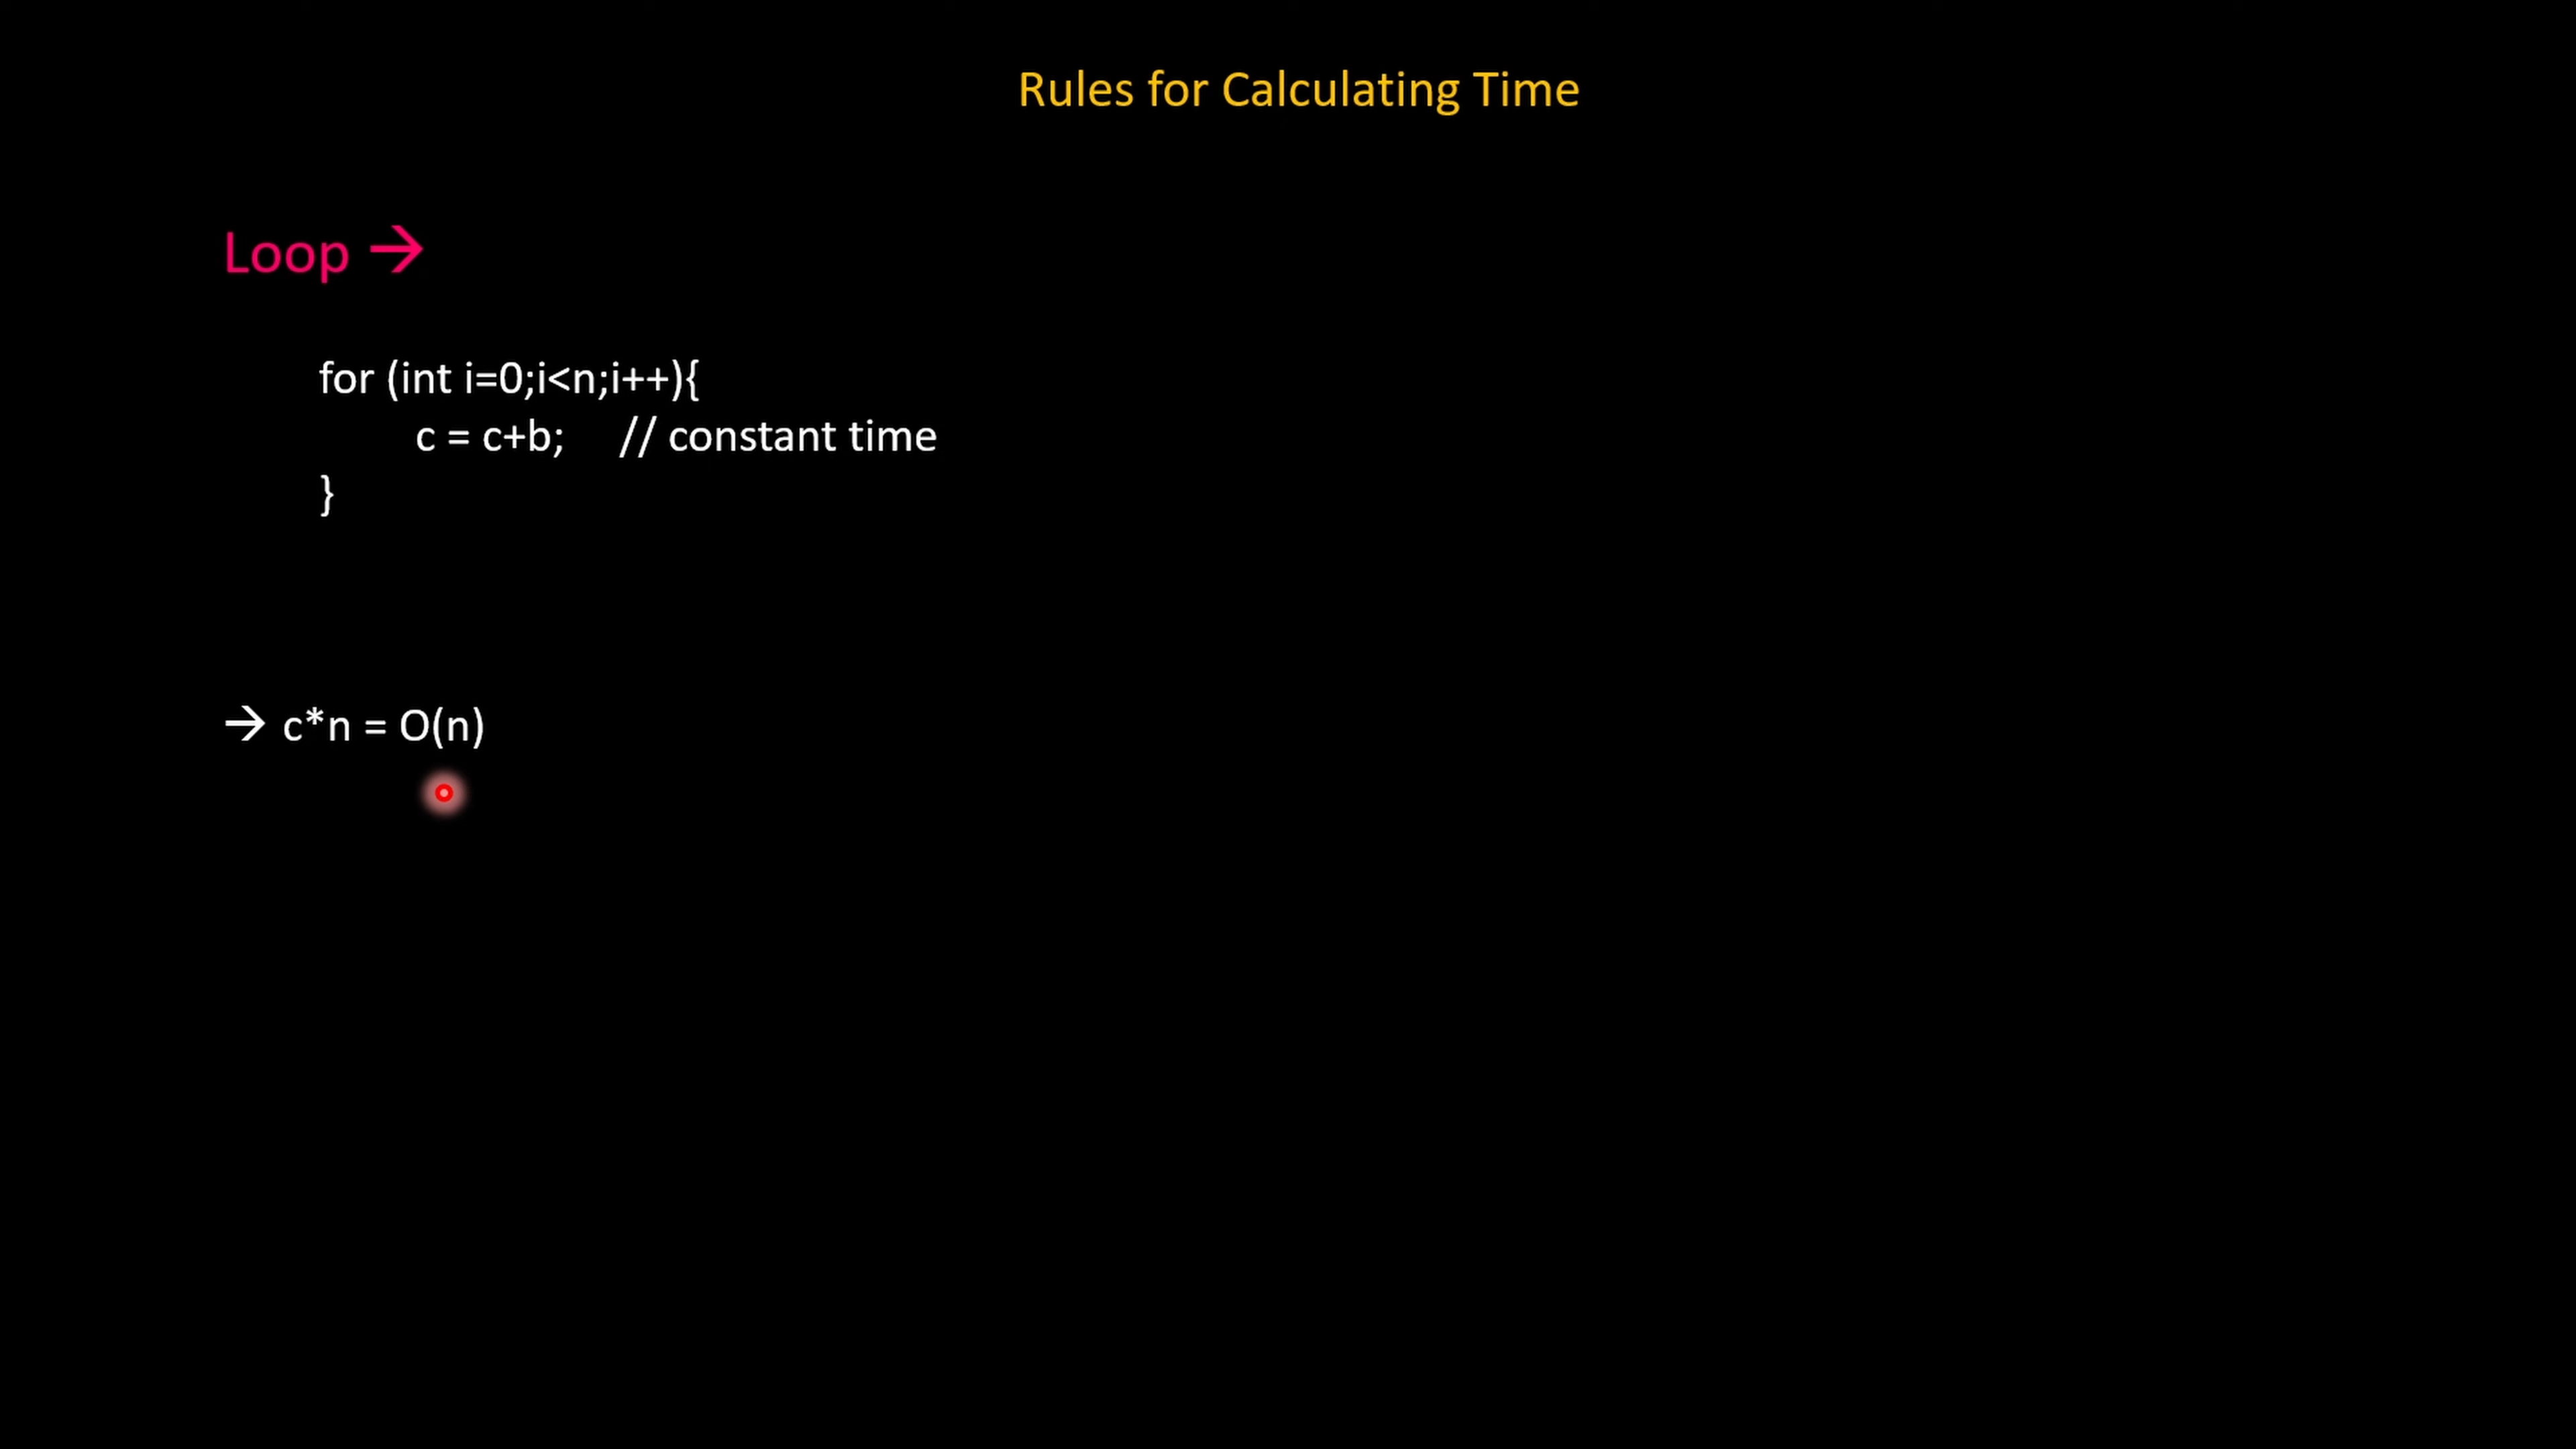 Rules for Calculating Time
Loop →
for (int i=0;i<n;i++){
c = c+b; // constant time
}
→ c*n = O(n)